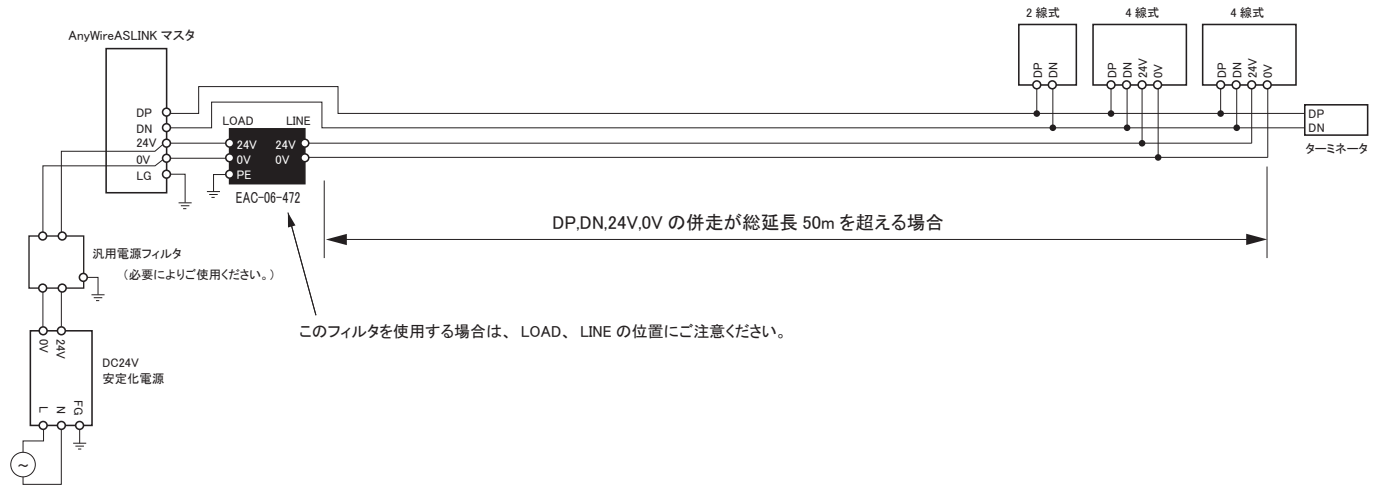 2 線式
4 線式
4 線式
AnyWireASLINK マスタ
DP
DN
24V
0V
LG
LOAD
LINE
24V
24V
0V
0V
PE
EAC-06-472
DP
DN
DP
DN
24V
0V
DP
DN
24V
0V
DP
DN
ターミネータ
DP,DN,24V,0V の併走が総延長 50m を超える場合
汎用電源フィルタ
(必要によりご使用ください。)
このフィルタを使用する場合は、 LOAD、 LINE の位置にご注意ください。
0V
24V
DC24V
安定化電源
L
N
FG
~